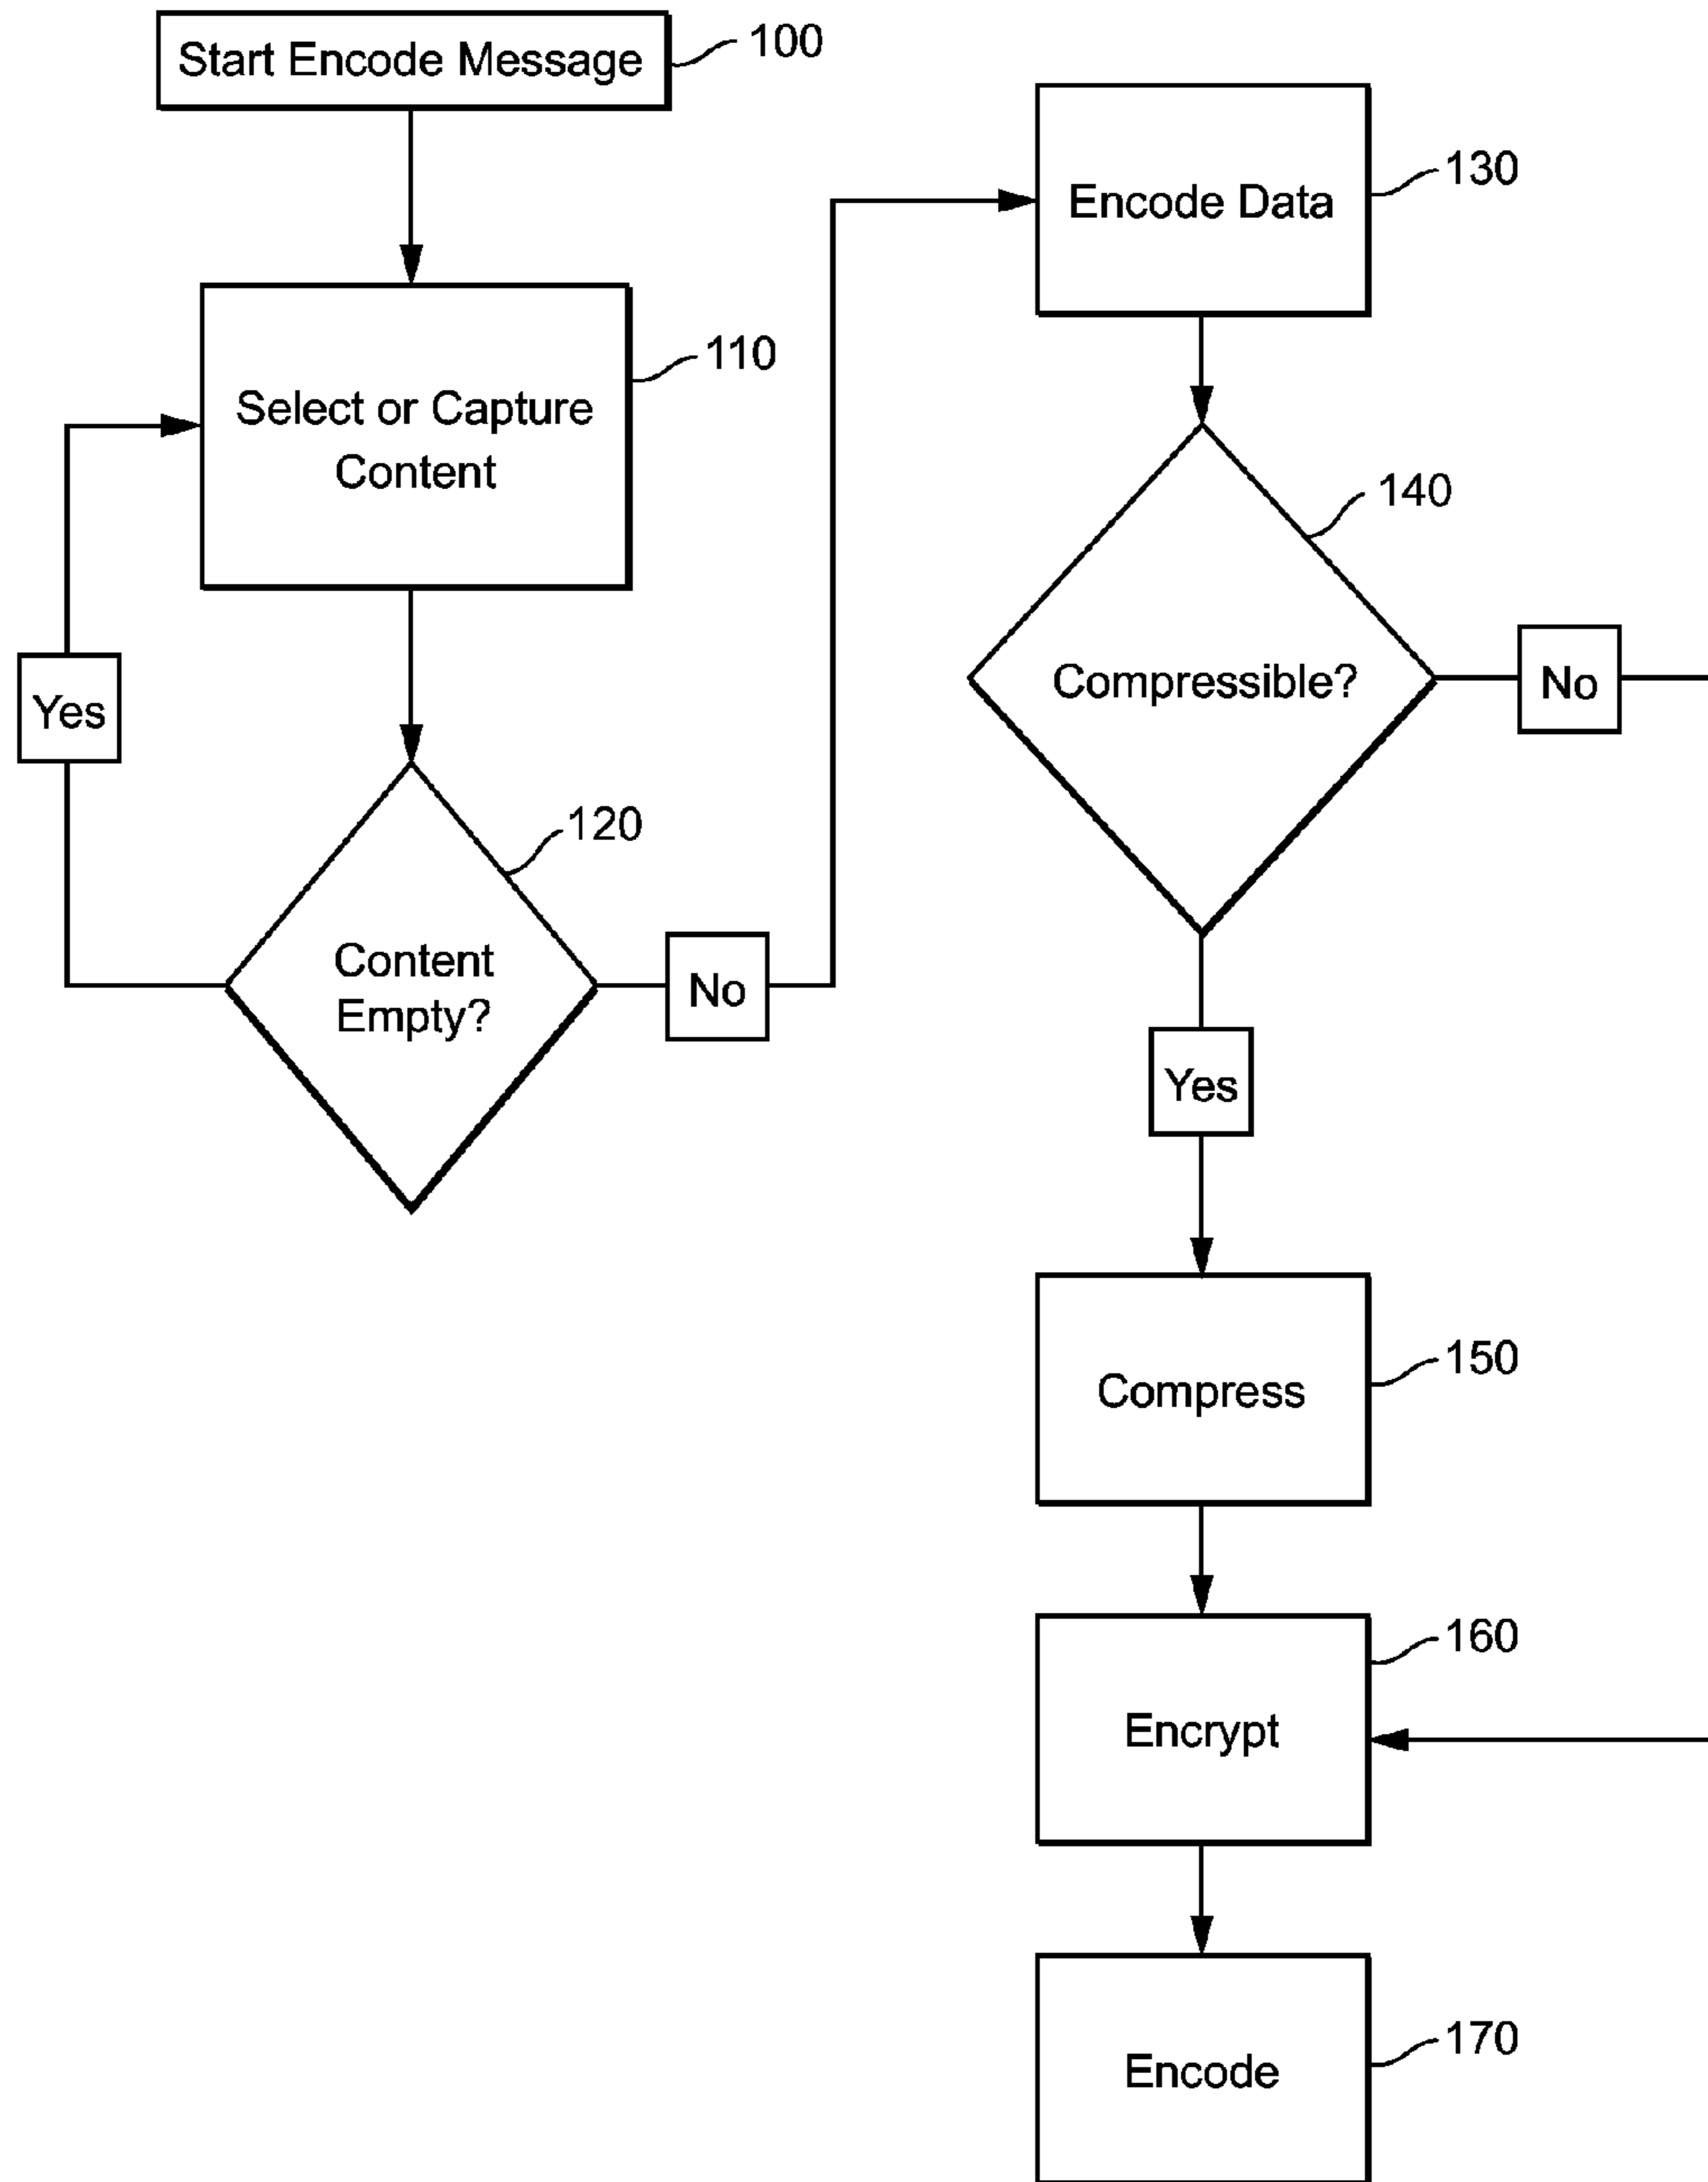 Start Encode Message
100
Select or Capture
Content
110
Yes
Content
Empty?
120
No
Encode Data
130
Compressible?
140
No
Yes
Compress
150
Encrypt
160
Encode
170